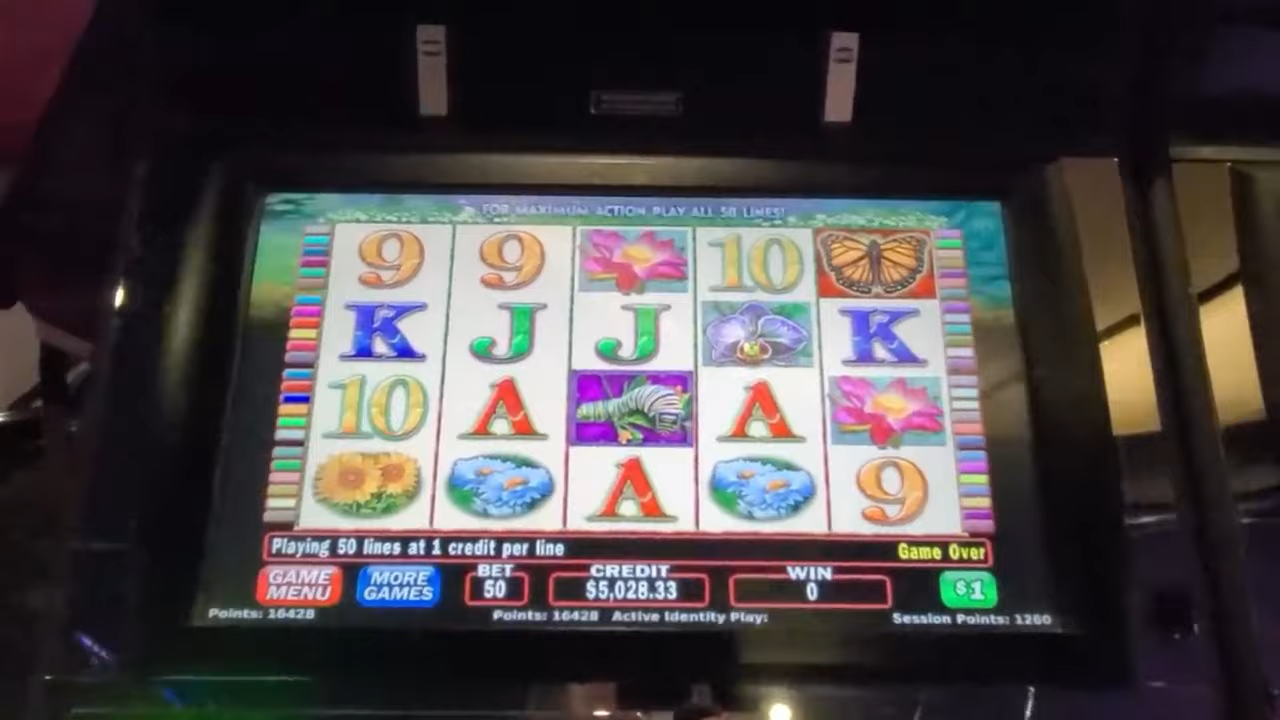 FOR MAXIMUM ACTION PLAY ALL 50 LINES!
9 9 10
K J J K
10 A A
A 9
Playing 50 lines at 1 credit per line Game Over
GAME MENU MORE GAMES BET 50 CREDIT $5,028.33 WIN 0 $1
Points: 16428 Points: 16428 Active Identity Play: Session Points: 1260